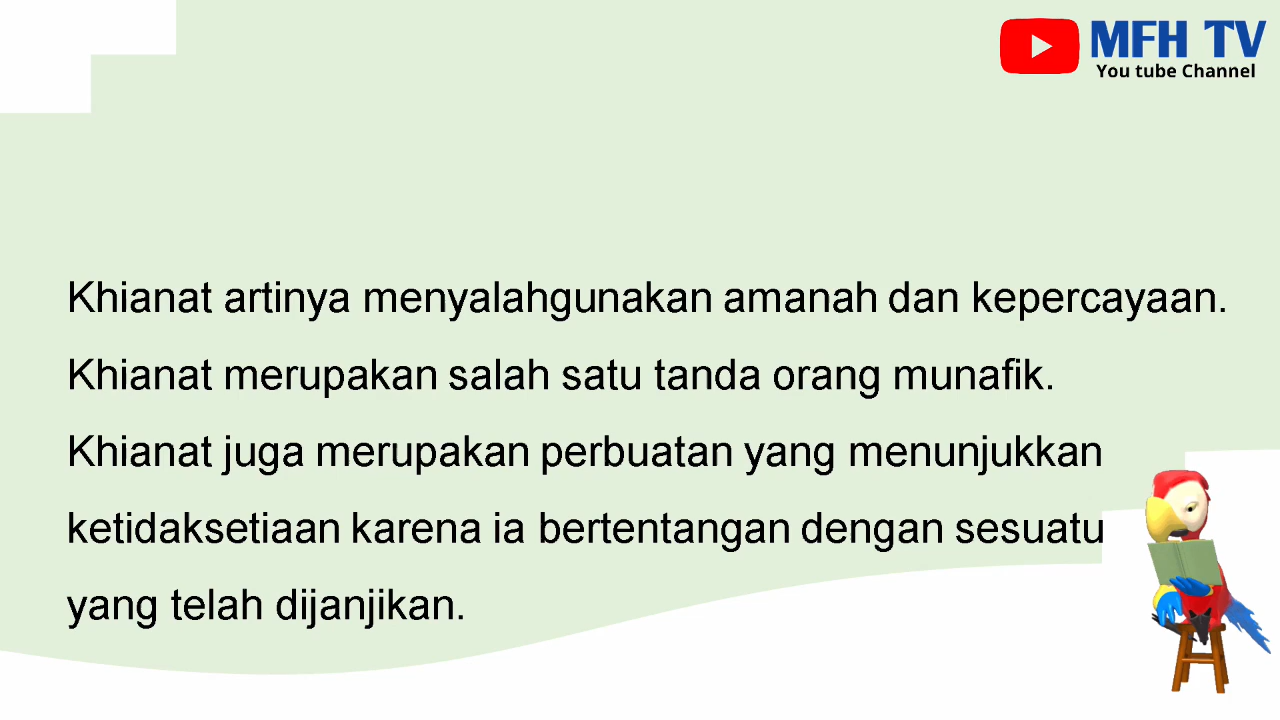 MFH TV
You tube Channel
Khianat artinya menyalahgunakan amanah dan kepercayaan.
Khianat merupakan salah satu tanda orang munafik.
Khianat juga merupakan perbuatan yang menunjukkan
ketidaksetiaan karena ia bertentangan dengan sesuatu
yang telah dijanjikan.